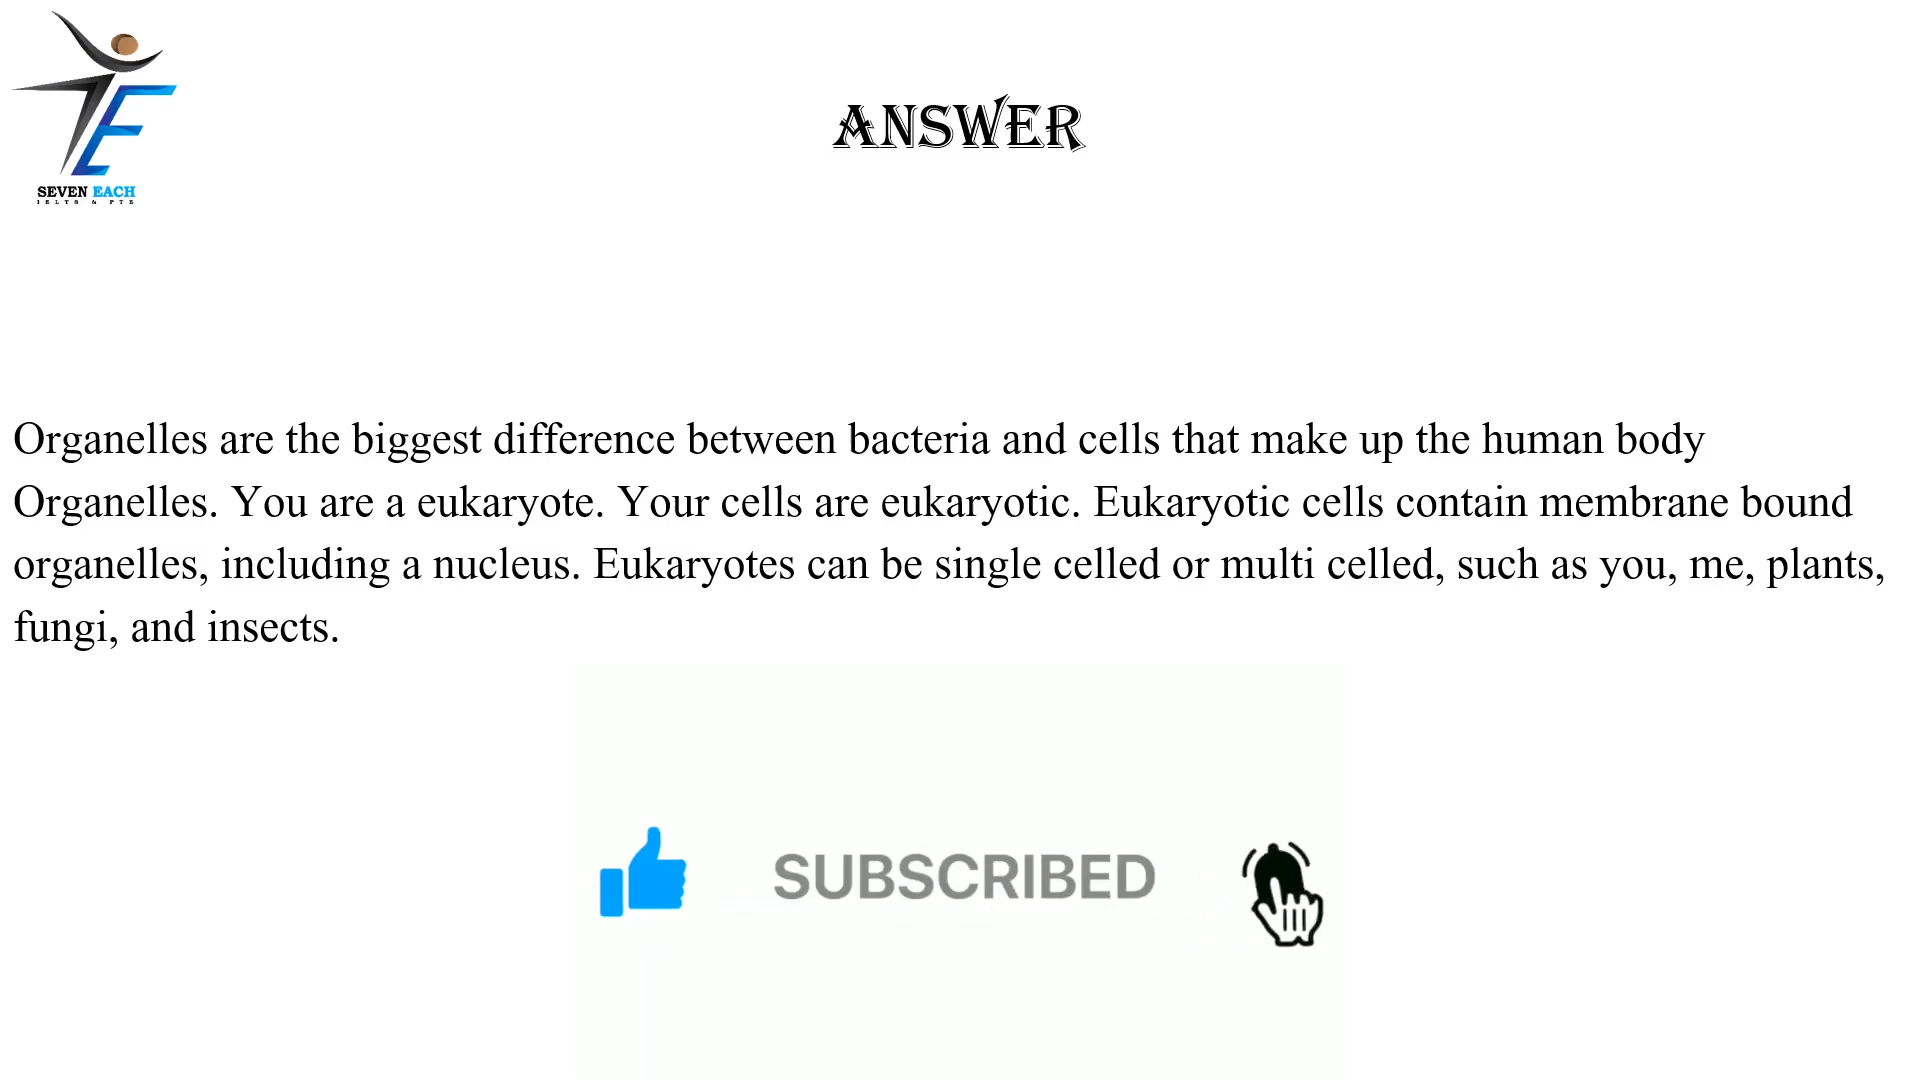 SEVEN EACH
IELTS & PTE
ANSWER
Organelles are the biggest difference between bacteria and cells that make up the human body
Organelles. You are a eukaryote. Your cells are eukaryotic. Eukaryotic cells contain membrane bound
organelles, including a nucleus. Eukaryotes can be single celled or multi celled, such as you, me, plants,
fungi, and insects.
SUBSCRIBED